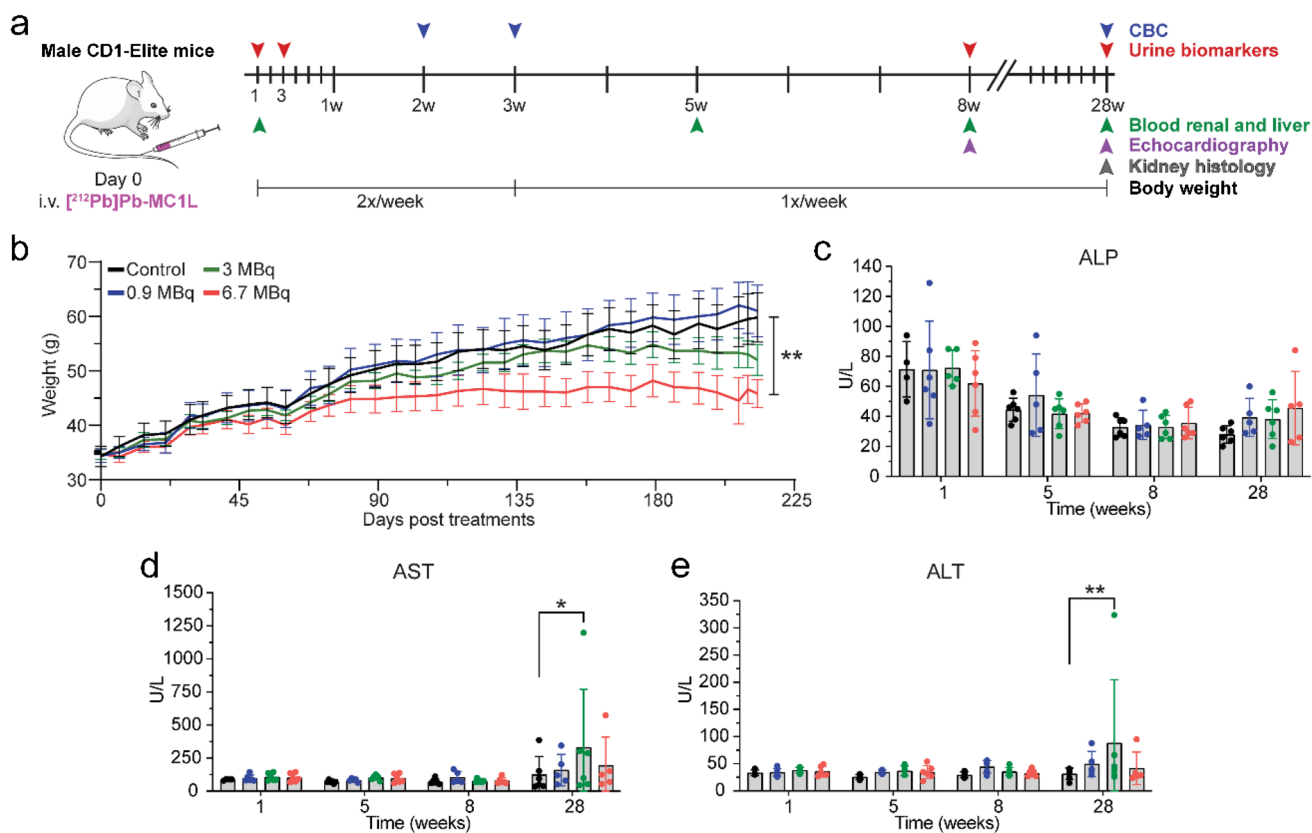 a
Male CD1-Elite mice
Day 0
i.v. [²¹²Pb]Pb-MC1L
1 3 1w 2w 3w 5w 8w 28w
CBC
Urine biomarkers
Blood renal and liver
Echocardiography
Kidney histology
Body weight
2x/week 1x/week
b
Control 3 MBq
0.9 MBq 6.7 MBq
Weight (g)
70
60
50
40
30
**
0 45 90 135 180 225
Days post treatments
c
ALP
U/L
140
120
100
80
60
40
20
0
1 5 8 28
Time (weeks)
d
AST
U/L
1500
1250
1000
750
500
250
0
*
1 5 8 28
Time (weeks)
e
ALT
U/L
350
300
250
200
150
100
50
0
**
1 5 8 28
Time (weeks)